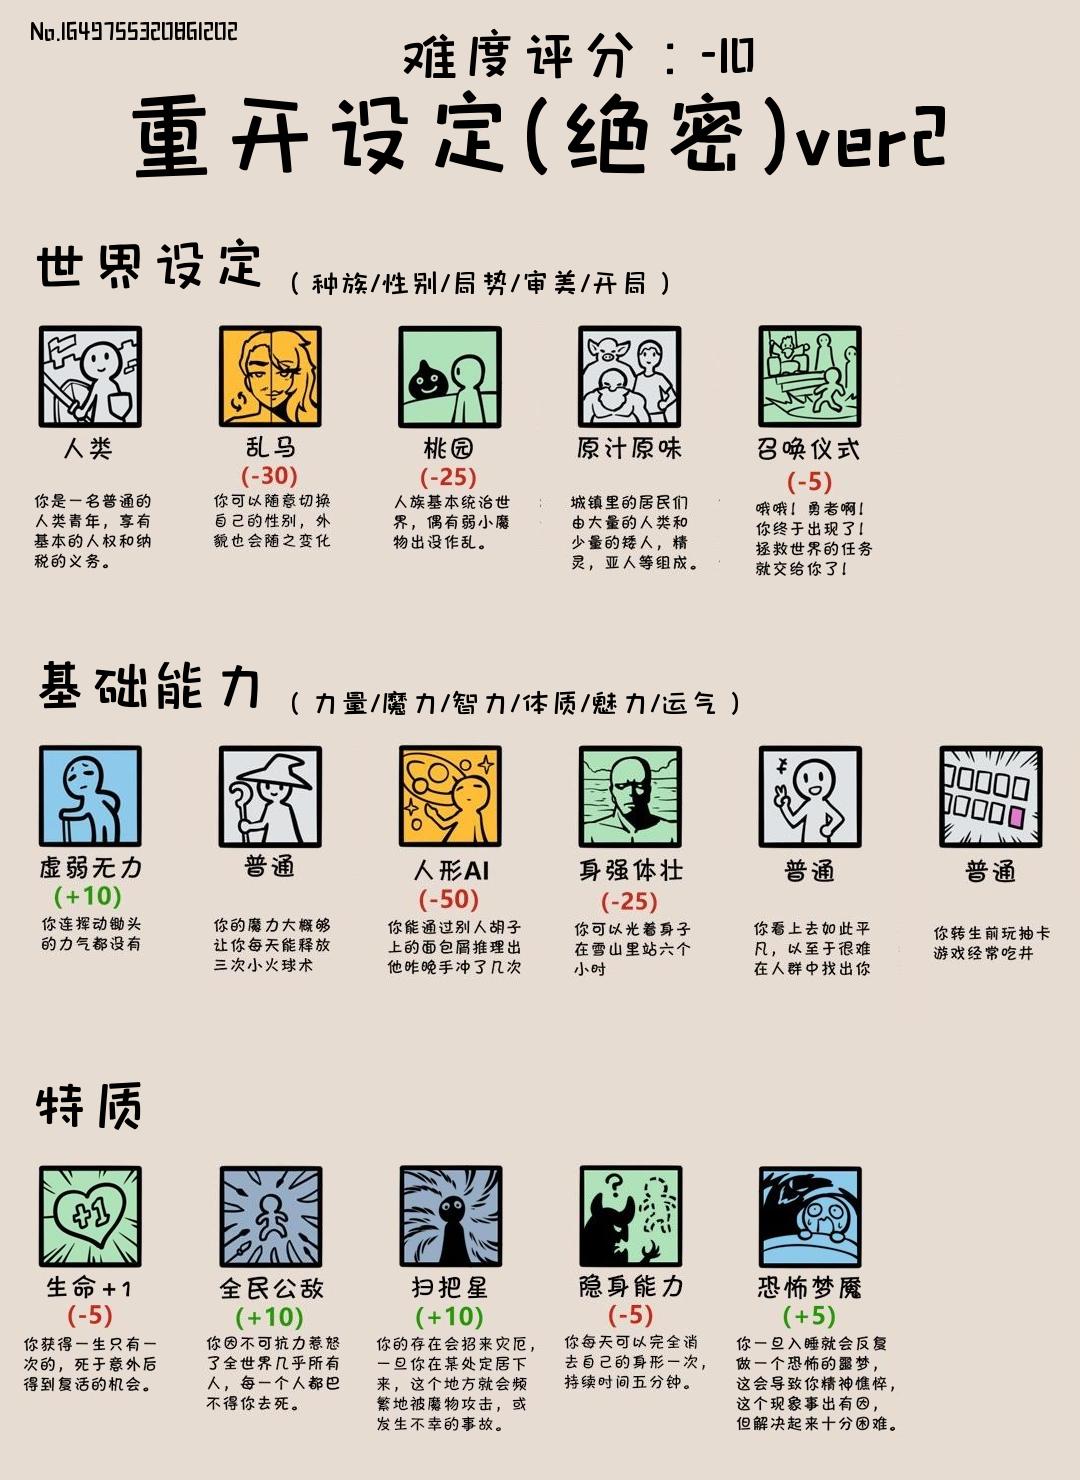 No.1649755320861202
难度评分：-10
重开设定(绝密)ver2
世界设定（种族/性别/局势/审美/开局）
人类
你是一名普通的
人类青年，享有
基本的人权和纳
税的义务。
乱马
(-30)
你可以随意切换
自己的性别，外
貌也会随之变化
桃园
(-25)
人族基本统治世
界，偶有弱小魔
物出设作乱。
原汁原味
城镇里的居民们
由大量的人类和
少量的矮人，精
灵，亚人等组成。
召唤仪式
(-5)
哦哦！勇者啊！
你终于出现了！
拯救世界的任务
就交给你了！
基础能力（力量/魔力/智力/体质/魅力/运气）
虚弱无力
(+10)
你连挥动锄头
的力气都没有
普通
你的魔力大概够
让你每天能释放
三次小火球术
人形AI
(-50)
你能通过别人胡子
上的面包屑推理出
他昨晚手冲了几次
身强体壮
(-25)
你可以光着身子
在雪山里站六个
小时
普通
你看上去如此平
凡，以至于很难
在人群中找出你
普通
你转生前玩抽卡
游戏经常吃井
特质
+1
生命+1
(-5)
你获得一生只有一
次的，死于意外后
得到复活的机会。
全民公敌
(+10)
你因不可抗力惹怒
了全世界几乎所有
人，每一个人都巴
不得你去死。
扫把星
(+10)
你的存在会招来灾厄，
一旦你在某处定居下
来，这个地方就会频
繁地被魔物攻击，或
发生不幸的事故。
?
隐身能力
(-5)
你每天可以完全消
去自己的身形一次，
持续时间五分钟。
恐怖梦魇
(+5)
你一旦入睡就会反复
做一个恐怖的噩梦，
这会导致你精神憔悴，
这个现象事出有因，
但解决起来十分困难。